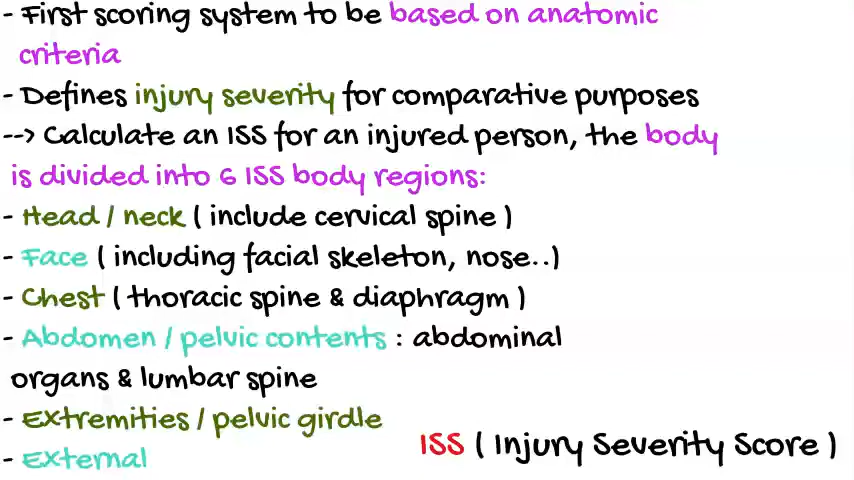 - First scoring system to be based on anatomic
criteria
- Defines injury severity for comparative purposes
--> Calculate an ISS for an injured person, the body
is divided into 6 ISS body regions:
- Head / neck ( include cervical spine )
- Face ( including facial skeleton, nose..)
- Chest ( thoracic spine & diaphragm )
- Abdomen / pelvic contents : abdominal
organs & lumbar spine
- Extremities / pelvic girdle
- External
ISS ( Injury Severity Score )